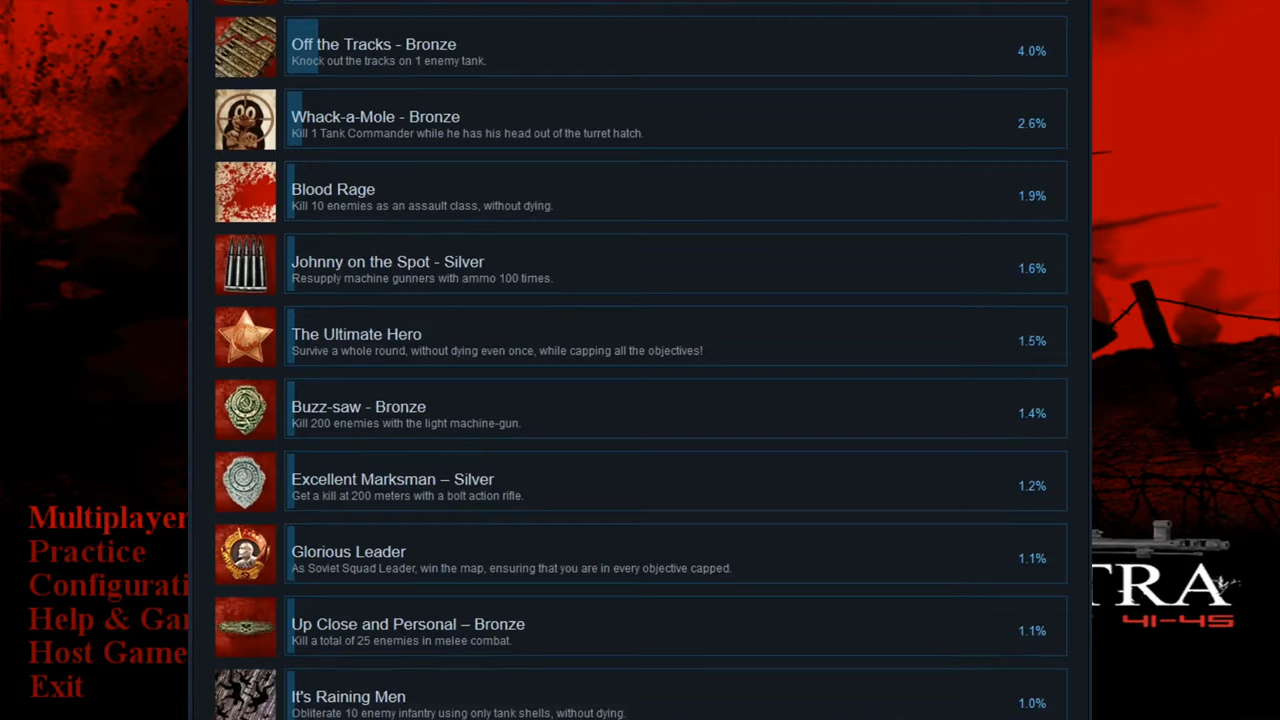 Off the Tracks - Bronze
Knock out the tracks on 1 enemy tank.
4.0%
Whack-a-Mole - Bronze
Kill 1 Tank Commander while he has his head out of the turret hatch.
2.6%
Blood Rage
Kill 10 enemies as an assault class, without dying.
1.9%
Johnny on the Spot - Silver
Resupply machine gunners with ammo 100 times.
1.6%
The Ultimate Hero
Survive a whole round, without dying even once, while capping all the objectives!
1.5%
Buzz-saw - Bronze
Kill 200 enemies with the light machine-gun.
1.4%
Excellent Marksman – Silver
Get a kill at 200 meters with a bolt action rifle.
1.2%
Glorious Leader
As Soviet Squad Leader, win the map, ensuring that you are in every objective capped.
1.1%
Up Close and Personal – Bronze
Kill a total of 25 enemies in melee combat.
1.1%
It's Raining Men
Obliterate 10 enemy infantry using only tank shells, without dying.
1.0%
Multiplayer
Practice
Configurati
Help & Ga
Host Game
Exit
TRA
41-45